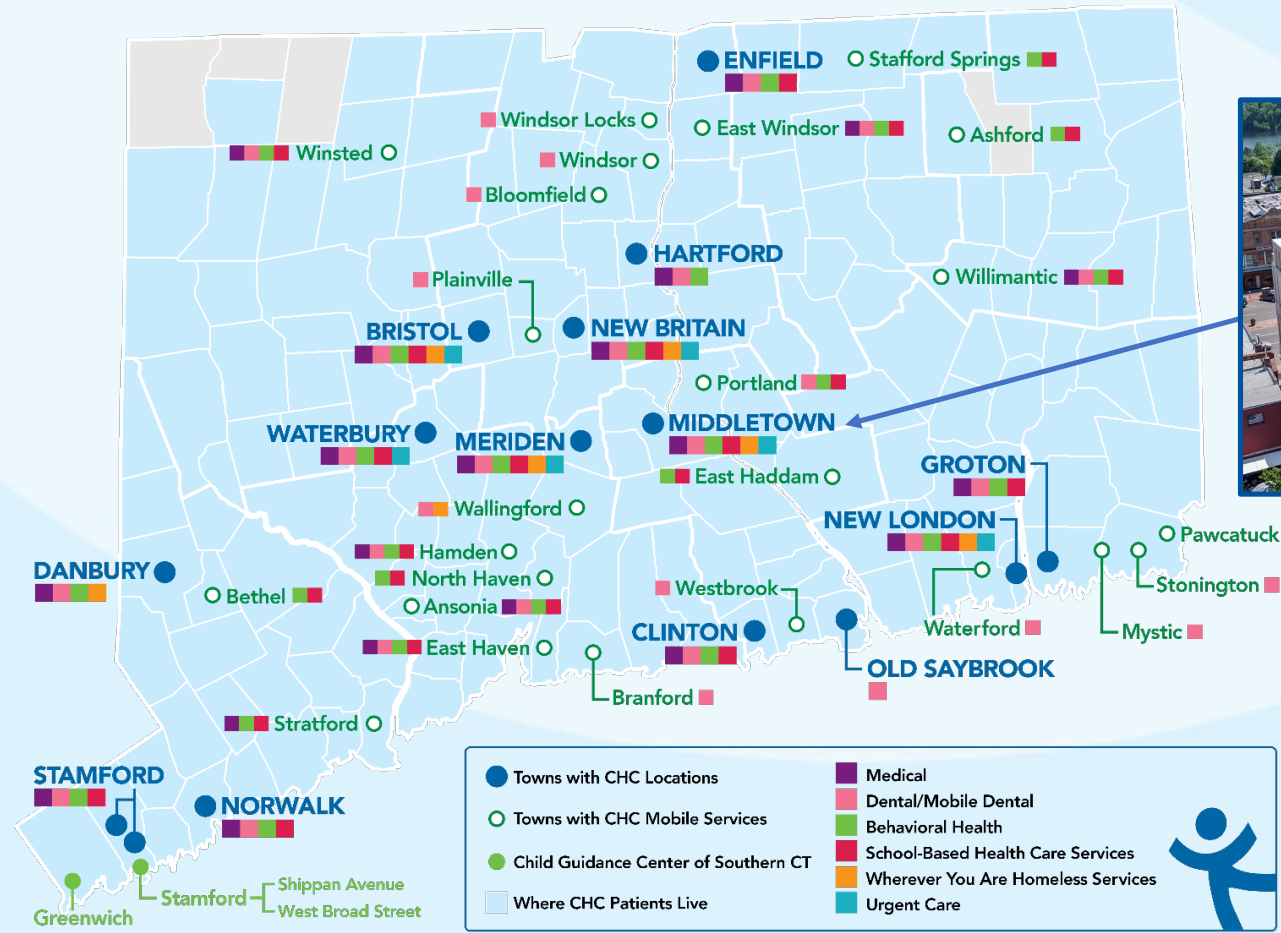 ENFIELD
Stafford Springs
Windsor Locks
East Windsor
Ashford
Winsted
Windsor
Bloomfield
HARTFORD
Plainville
Willimantic
BRISTOL
NEW BRITAIN
Portland
MIDDLETOWN
WATERBURY
MERIDEN
GROTON
East Haddam
Wallingford
NEW LONDON
Pawcatuck
Hamden
DANBURY
North Haven
Bethel
Westbrook
Stonington
Ansonia
CLINTON
Waterford
Mystic
East Haven
OLD SAYBROOK
Branford
Stratford
STAMFORD
NORWALK
Greenwich
Stamford
Shippan Avenue
West Broad Street
Towns with CHC Locations
Towns with CHC Mobile Services
Child Guidance Center of Southern CT
Where CHC Patients Live
Medical
Dental/Mobile Dental
Behavioral Health
School-Based Health Care Services
Wherever You Are Homeless Services
Urgent Care